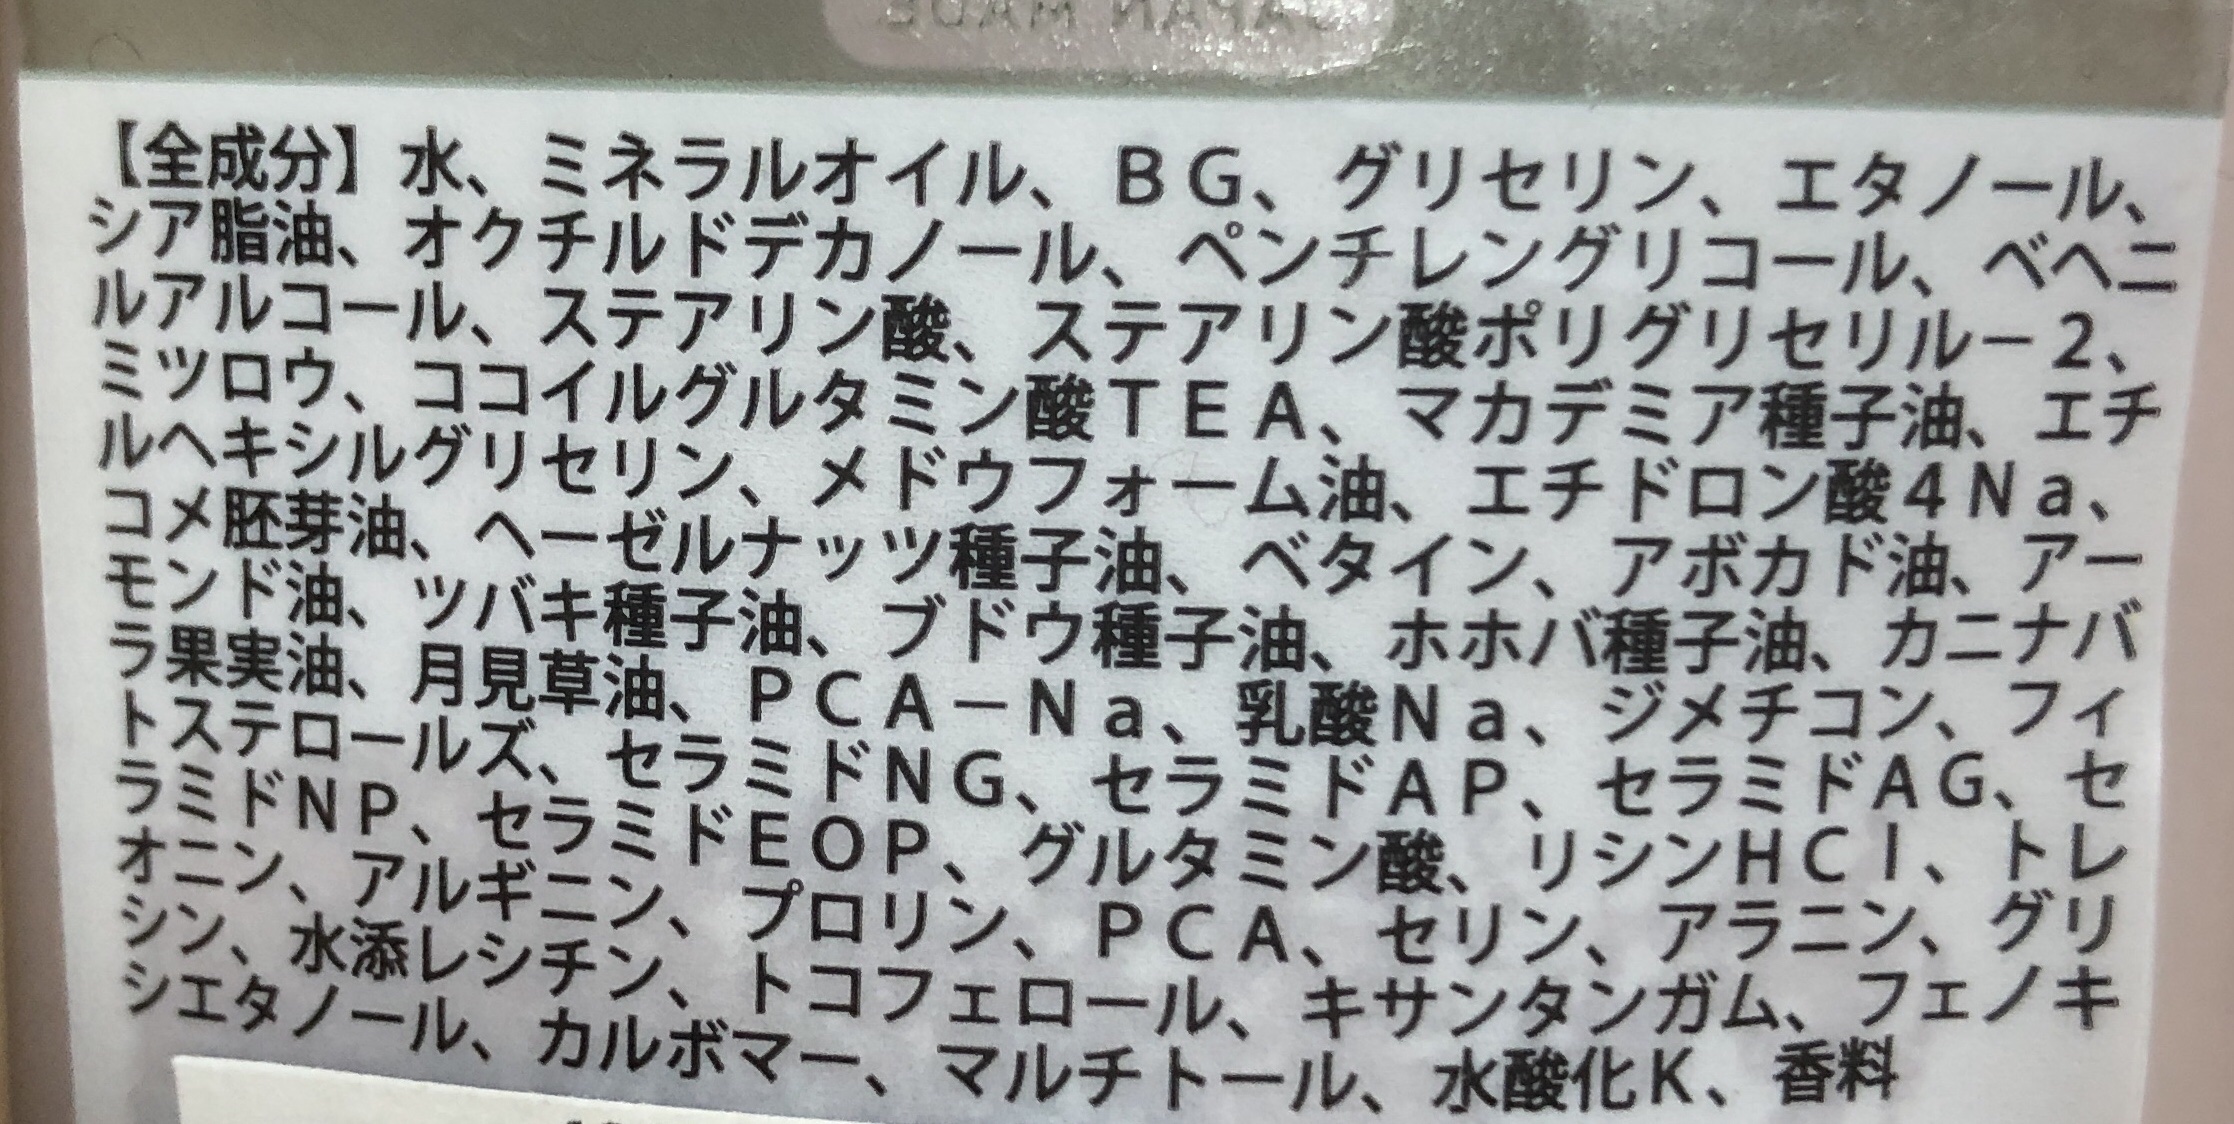 JAPAN MADE
【全成分】水、ミネラルオイル、BG、グリセリン、エタノール、
シア脂油、オクチルドデカノール、ペンチレングリコール、ベヘニ
ルアルコール、ステアリン酸、ステアリン酸ポリグリセリル－2、
ミツロウ、ココイルグルタミン酸TEA、マカデミア種子油、エチ
ルヘキシルグリセリン、メドウフォーム油、エチドロン酸4Na、
コメ胚芽油、ヘーゼルナッツ種子油、ベタイン、アボカド油、アー
モンド油、ツバキ種子油、ブドウ種子油、ホホバ種子油、カニナバ
ラ果実油、月見草油、PCA－Na、乳酸Na、ジメチコン、フィ
トステロールズ、セラミドNG、セラミドAP、セラミドAG、セ
ラミドNP、セラミドEOP、グルタミン酸、リシンHCl、トレ
オニン、アルギニン、プロリン、PCA、セリン、アラニン、グリ
シン、水添レシチン、トコフェロール、キサンタンガム、フェノキ
シエタノール、カルボマー、マルチトール、水酸化K、香料